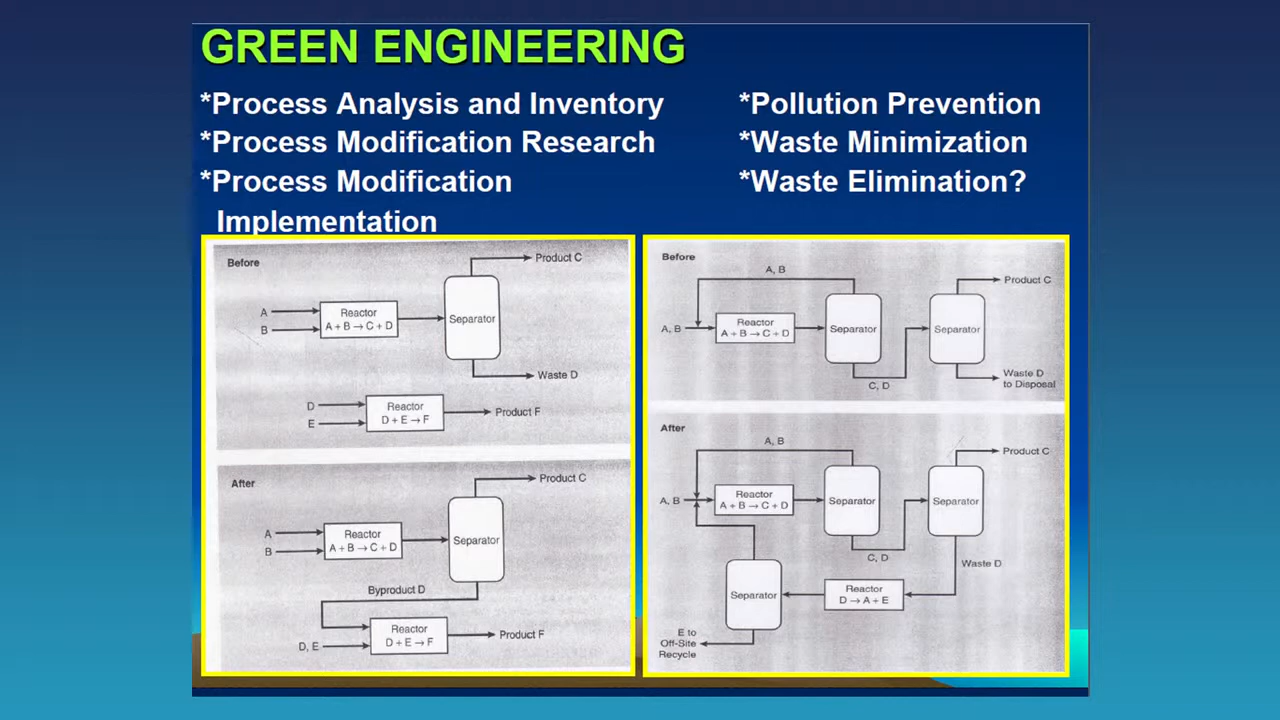 GREEN ENGINEERING
*Process Analysis and Inventory
*Process Modification Research
*Process Modification
Implementation
*Pollution Prevention
*Waste Minimization
*Waste Elimination?
Before
Product C
A
B
Reactor
A + B → C + D
Separator
Waste D
D
E
Reactor
D + E → F
Product F
After
Product C
A
B
Reactor
A + B → C + D
Separator
Byproduct D
D, E
Reactor
D + E → F
Product F
Before
A, B
Product C
A, B
Reactor
A + B → C + D
Separator
Separator
C, D
Waste D
to Disposal
After
A, B
Product C
A, B
Reactor
A + B → C + D
Separator
Separator
C, D
Waste D
Separator
Reactor
D → A + E
E to
Off-Site
Recycle